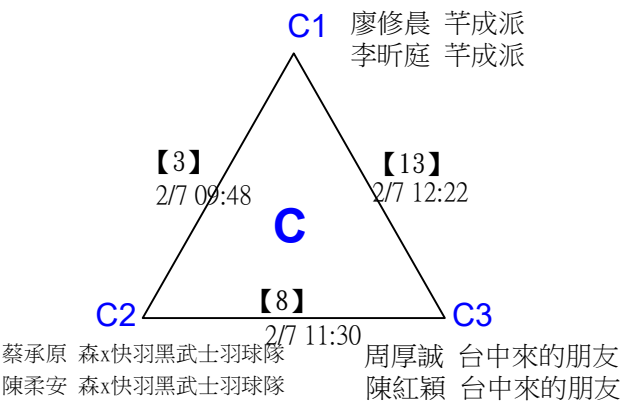 C1 廖修晨 芊成派
李昕庭 芊成派
【3】
2/7 09:48
【13】
2/7 12:22
C
【8】
2/7 11:30
C2
C3
蔡承原 森x快羽黑武士羽球隊
陳柔安 森x快羽黑武士羽球隊
周厚誠 台中來的朋友
陳紅穎 台中來的朋友